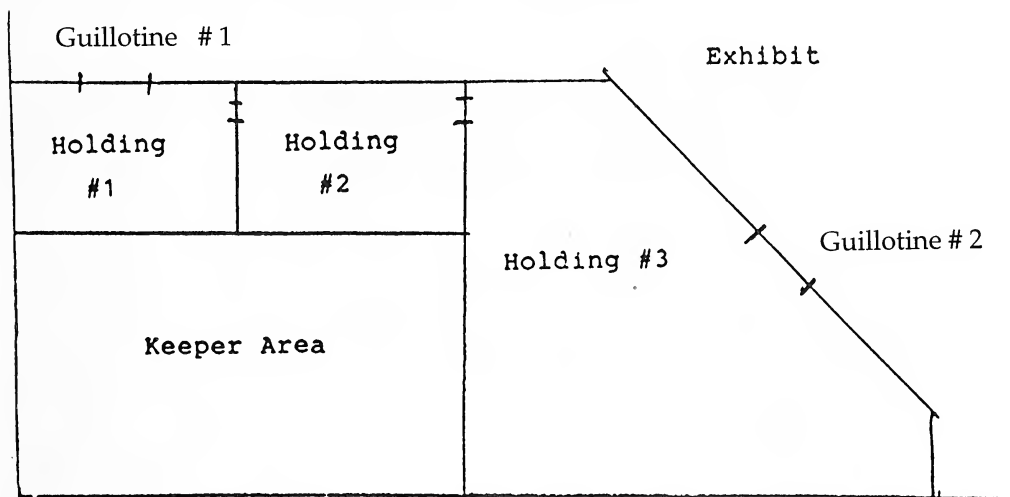 Guillotine # 1
Exhibit
Holding
#1
Holding
#2
Guillotine # 2
Holding #3
Keeper Area